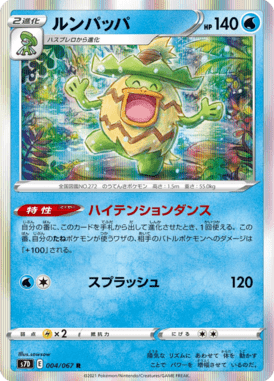 2進化
ルンパッパ
HP 140
ハスブレロから進化
全国図鑑NO.272 のうてんきポケモン 高さ:1.5m 重さ:55.0kg
特性 ハイテンションダンス
自分の番に、このカードを手札から出して進化させたとき、1回使える。この
番、自分のたねポケモンが使うワザの、相手のバトルポケモンへのダメージは
「+100」される。
スプラッシュ 120
弱点 ×2 抵抗力 にげる
s7D E 004/067 R
陽気な リズムに あわせて 体を 動か
©2021 Pokémon/Nintendo/Creatures/GAME FREAK.